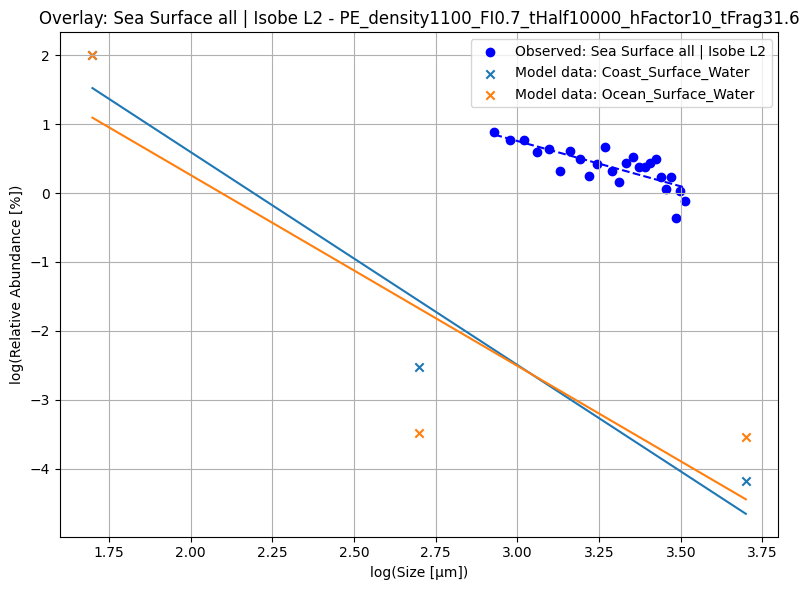 Overlay: Sea Surface all | Isobe L2 - PE_density1100_FI0.7_tHalf10000_hFactor10_tFrag31.6
Observed: Sea Surface all | Isobe L2
Model data: Coast_Surface_Water
Model data: Ocean_Surface_Water
log(Relative Abundance [%])
2
1
0
−1
−2
−3
−4
1.75 2.00 2.25 2.50 2.75 3.00 3.25 3.50 3.75
log(Size [μm])